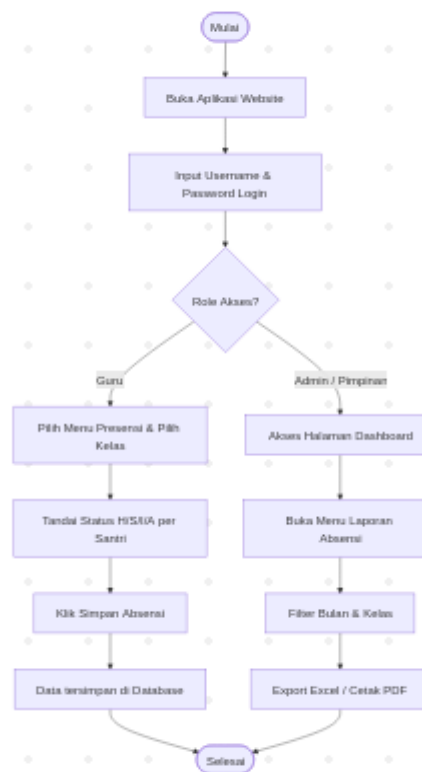 Mulai
Buka Aplikasi Website
Input Username &
Password Login
Role Akses?
Guru
Admin / Pimpinan
Pilih Menu Presensi & Pilih
Kelas
Akses Halaman Dashboard
Tandai Status H/S/I/A per
Santri
Buka Menu Laporan
Absensi
Klik Simpan Absensi
Filter Bulan & Kelas
Data tersimpan di Database
Export Excel / Cetak PDF
Selesai